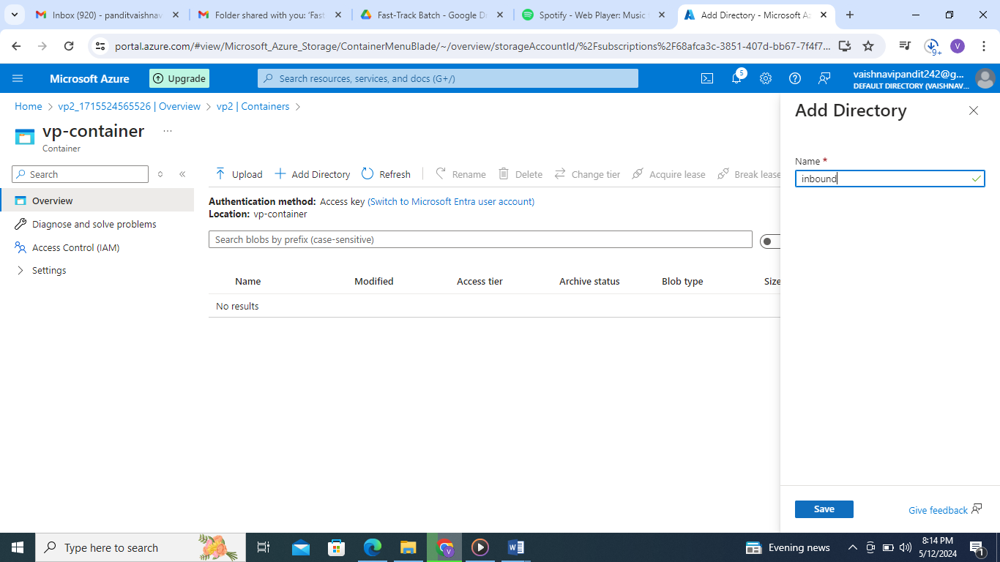 Inbox (920) - panditvaishnav
Folder shared with you: 'Fast
Fast-Track Batch - Google Dr
Spotify - Web Player: Music
Add Directory - Microsoft Az
portal.azure.com/#view/Microsoft_Azure_Storage/ContainerMenuBlade/~/overview/storageAccountId/%2Fsubscriptions%2F68afca3c-3851-407d-bb67-7f4f7...
9+
V
Microsoft Azure
Upgrade
Search resources, services, and docs (G+/)
5
vaishnavipandit242@g...
DEFAULT DIRECTORY (VAISHNAV...
Home > vp2_1715524565526 | Overview > vp2 | Containers >
vp-container ...
Container
Search
Overview
Diagnose and solve problems
Access Control (IAM)
Settings
Upload
Add Directory
Refresh
Rename
Delete
Change tier
Acquire lease
Break lease
Authentication method: Access key (Switch to Microsoft Entra user account)
Location: vp-container
Search blobs by prefix (case-sensitive)
Name Modified Access tier Archive status Blob type Size
No results
Add Directory
Name *
inbound
Save
Give feedback
Type here to search
Evening news
8:14 PM
5/12/2024
1